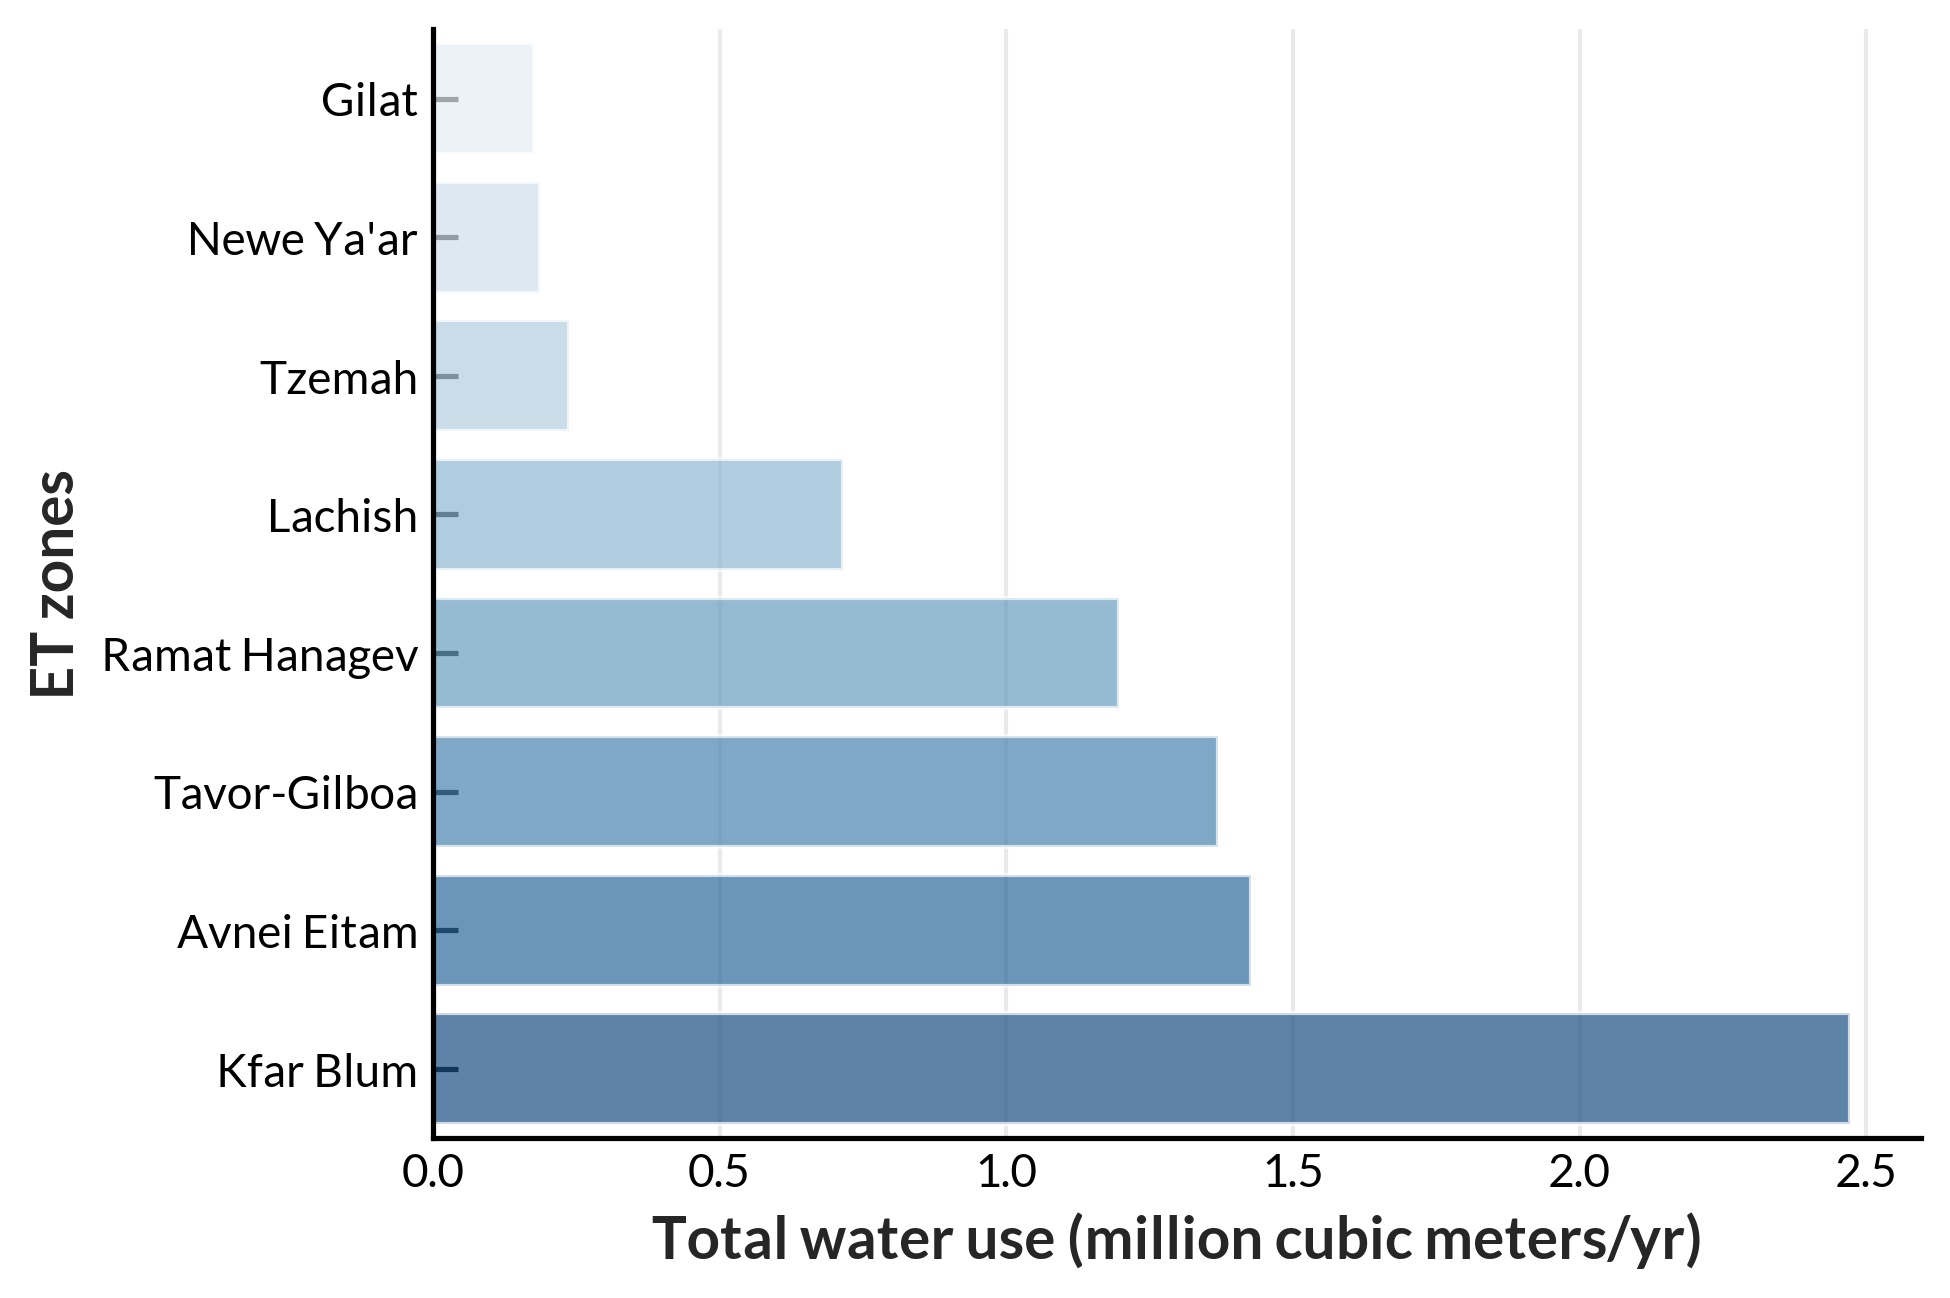 Gilat
Newe Ya'ar
Tzemah
Lachish
Ramat Hanagev
Tavor-Gilboa
Avnei Eitam
Kfar Blum
ET zones
0.0 0.5 1.0 1.5 2.0 2.5
Total water use (million cubic meters/yr)